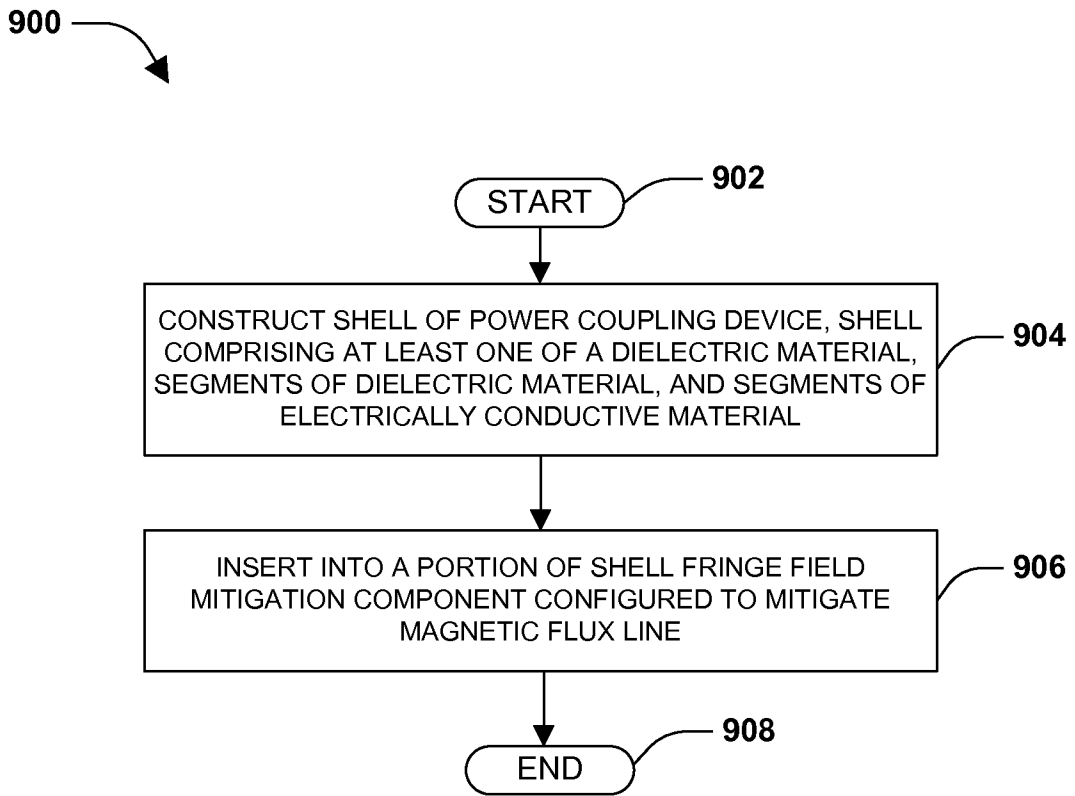 900
START
902
CONSTRUCT SHELL OF POWER COUPLING DEVICE, SHELL
COMPRISING AT LEAST ONE OF A DIELECTRIC MATERIAL,
SEGMENTS OF DIELECTRIC MATERIAL, AND SEGMENTS OF
ELECTRICALLY CONDUCTIVE MATERIAL
904
INSERT INTO A PORTION OF SHELL FRINGE FIELD
MITIGATION COMPONENT CONFIGURED TO MITIGATE
MAGNETIC FLUX LINE
906
END
908